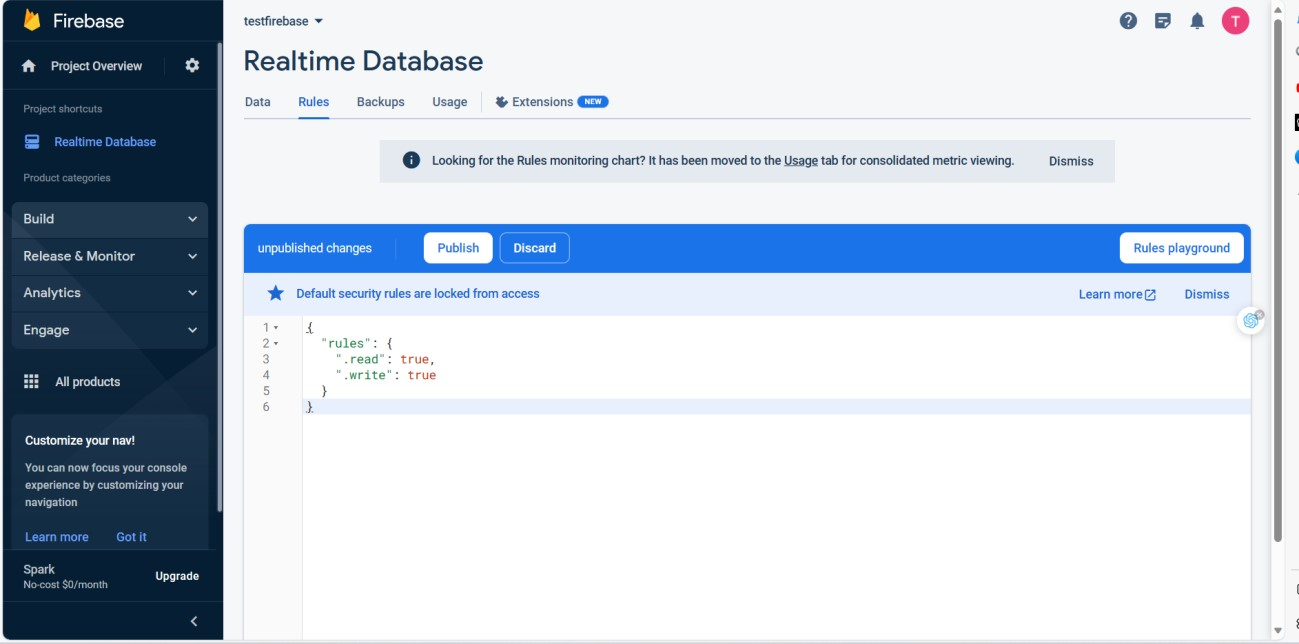 Firebase
testfirebase
T
Project Overview
Realtime Database
Data Rules Backups Usage Extensions NEW
Project shortcuts
Realtime Database
Product categories
Looking for the Rules monitoring chart? It has been moved to the Usage tab for consolidated metric viewing. Dismiss
Build
Release & Monitor
Analytics
Engage
All products
unpublished changes Publish Discard Rules playground
Default security rules are locked from access Learn more Dismiss
1 {
2 "rules": {
3 ".read": true,
4 ".write": true
5 }
6 }
Customize your nav!
You can now focus your console
experience by customizing your
navigation
Learn more Got it
Spark
No-cost $0/month
Upgrade